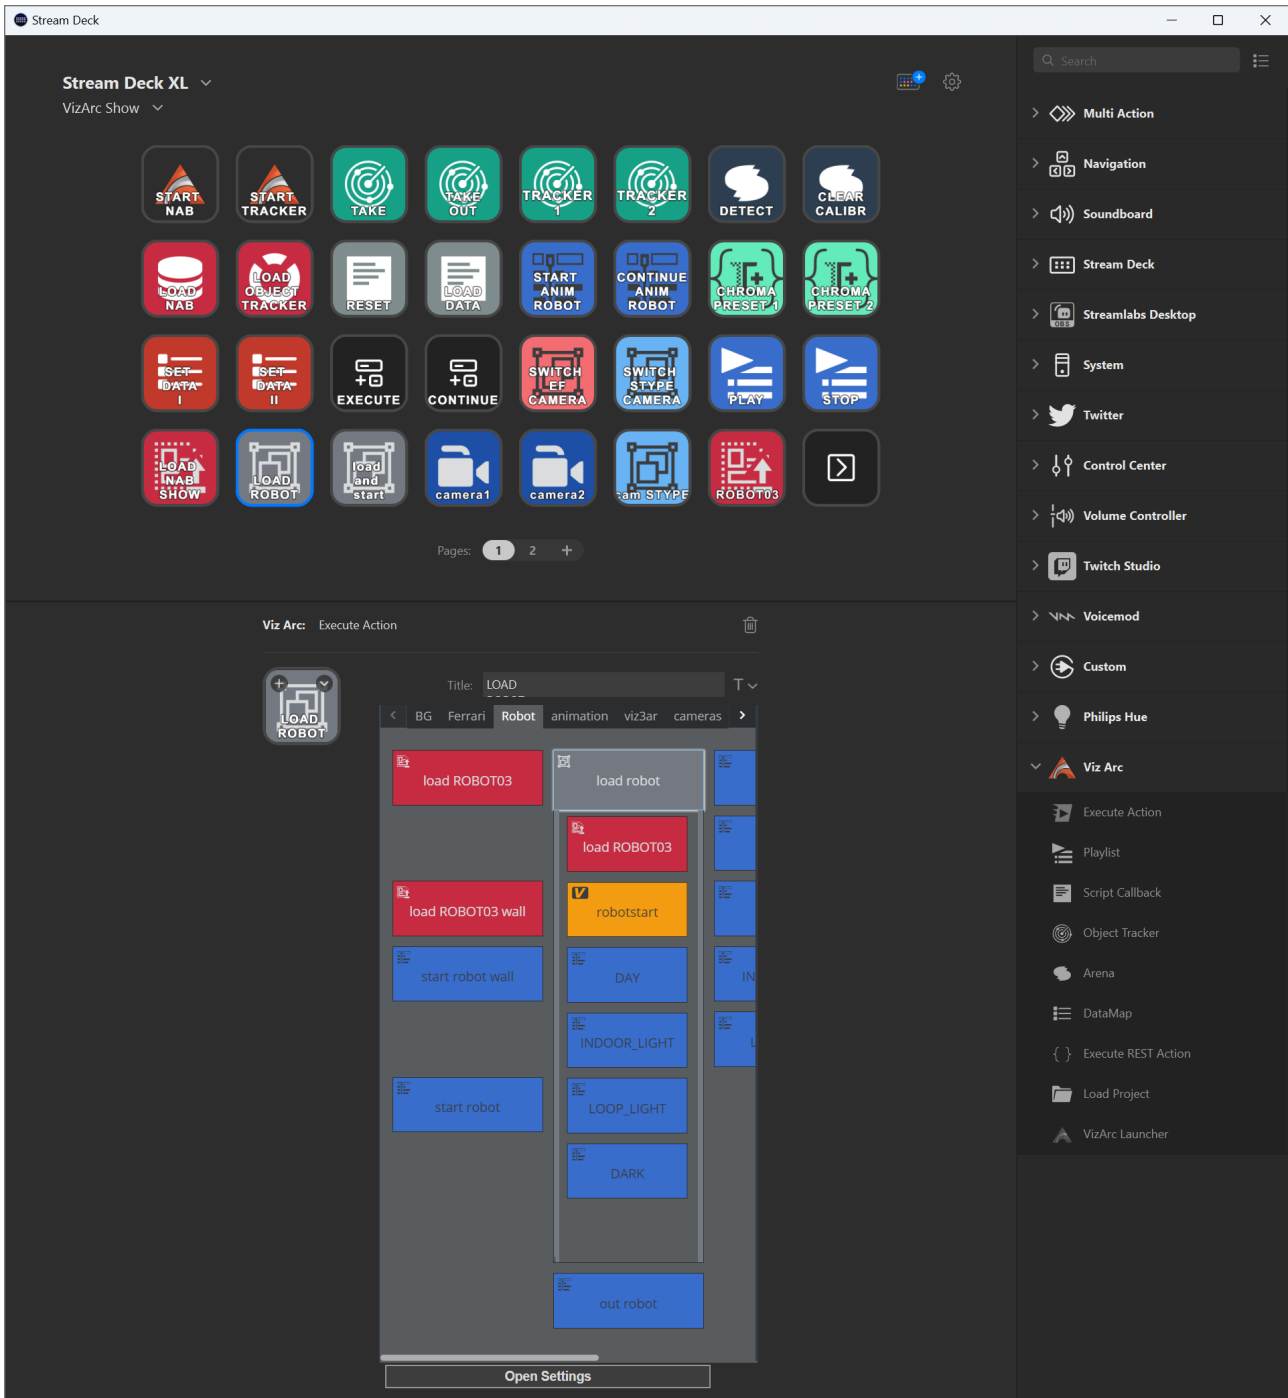 Stream Deck
Stream Deck XL
VizArc Show
Search
START NAB
START TRACKER
TAKE
TAKE OUT
TRACKER 1
TRACKER 2
DETECT
CLEAR CALIBR
LOAD NAB
LOAD OBJECT TRACKER
RESET
LOAD DATA
START ANIM ROBOT
CONTINUE ANIM ROBOT
CHROMA PRESET 1
CHROMA PRESET 2
SET DATA I
SET DATA II
EXECUTE
CONTINUE
SWITCH EF CAMERA
SWITCH STYPE CAMERA
PLAY
STOP
LOAD NAB SHOW
LOAD ROBOT
load and start
camera1
camera2
cam STYPE
ROBOT03
Pages: 1 2 +
Multi Action
Navigation
Soundboard
Stream Deck
OBS
Streamlabs Desktop
System
Twitter
Control Center
Volume Controller
Twitch Studio
Voicemod
Custom
Philips Hue
Viz Arc
Execute Action
Playlist
Script Callback
Object Tracker
Arena
DataMap
Execute REST Action
Load Project
VizArc Launcher
Viz Arc: Execute Action
LOAD ROBOT
Title: LOAD
T
BG Ferrari Robot animation viz3ar cameras
load ROBOT03
load robot
load ROBOT03
load ROBOT03 wall
robotstart
start robot wall
DAY
IN
INDOOR_LIGHT
L
start robot
LOOP_LIGHT
DARK
out robot
Open Settings